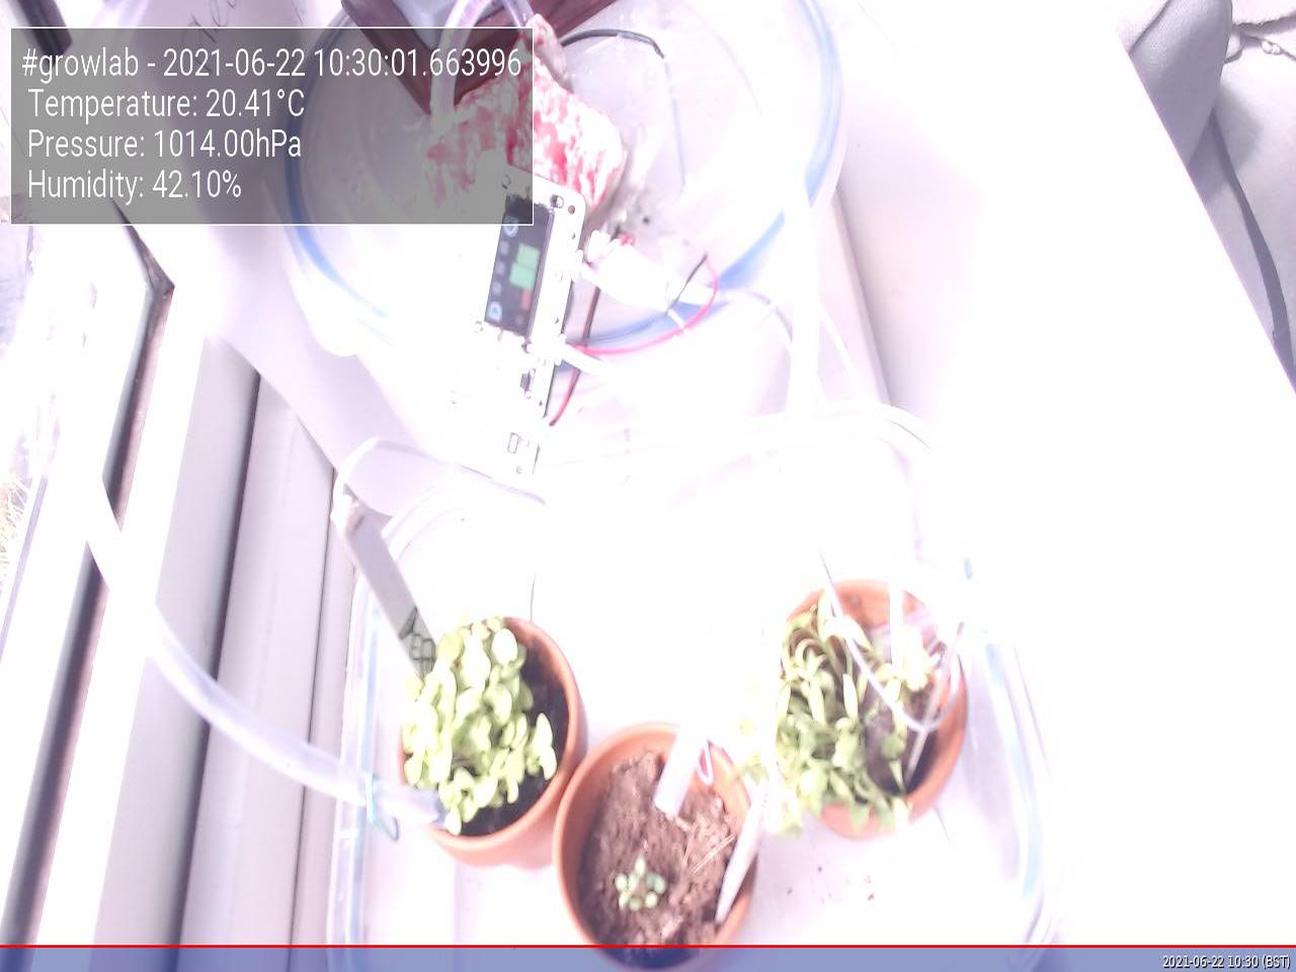 #growlab - 2021-06-22 10:30:01.663996
Temperature: 20.41°C
Pressure: 1014.00hPa
Humidity: 42.10%
2021-06-22 10:30 (BST)